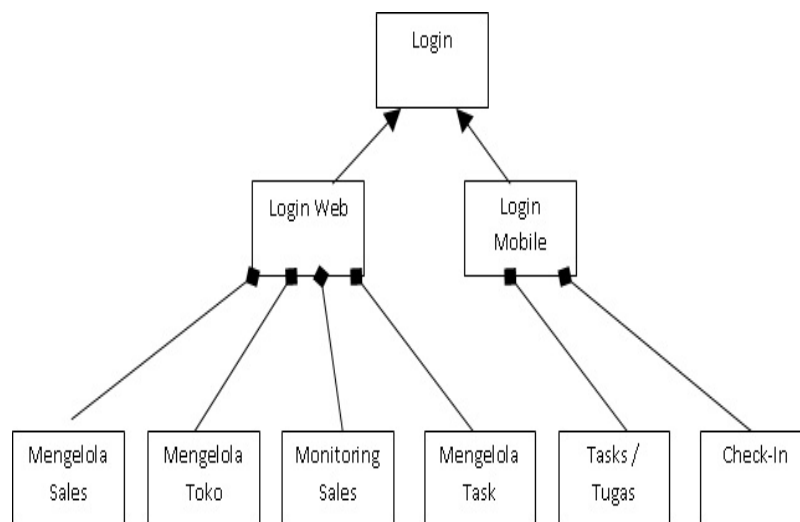 Login
Login Web
Login
Mobile
Mengelola
Sales
Mengelola
Toko
Monitoring
Sales
Mengelola
Task
Tasks /
Tugas
Check-In